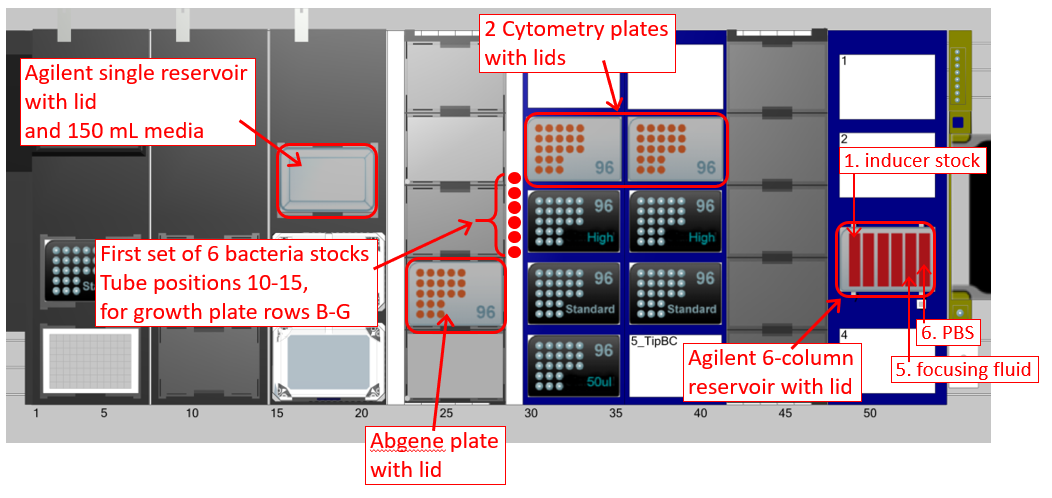 2 Cytometry plates
with lids
Agilent single reservoir
with lid
and 150 mL media
1
2
1. inducer stock
96
96
96
High
96
High
First set of 6 bacteria stocks
Tube positions 10-15,
for growth plate rows B-G
96
96
Standard
96
Standard
6. PBS
5. focusing fluid
Agilent 6-column
reservoir with lid
5_TipBC
4
96
50ul
1
5
10
15
20
25
30
35
40
45
50
Abgene plate
with lid